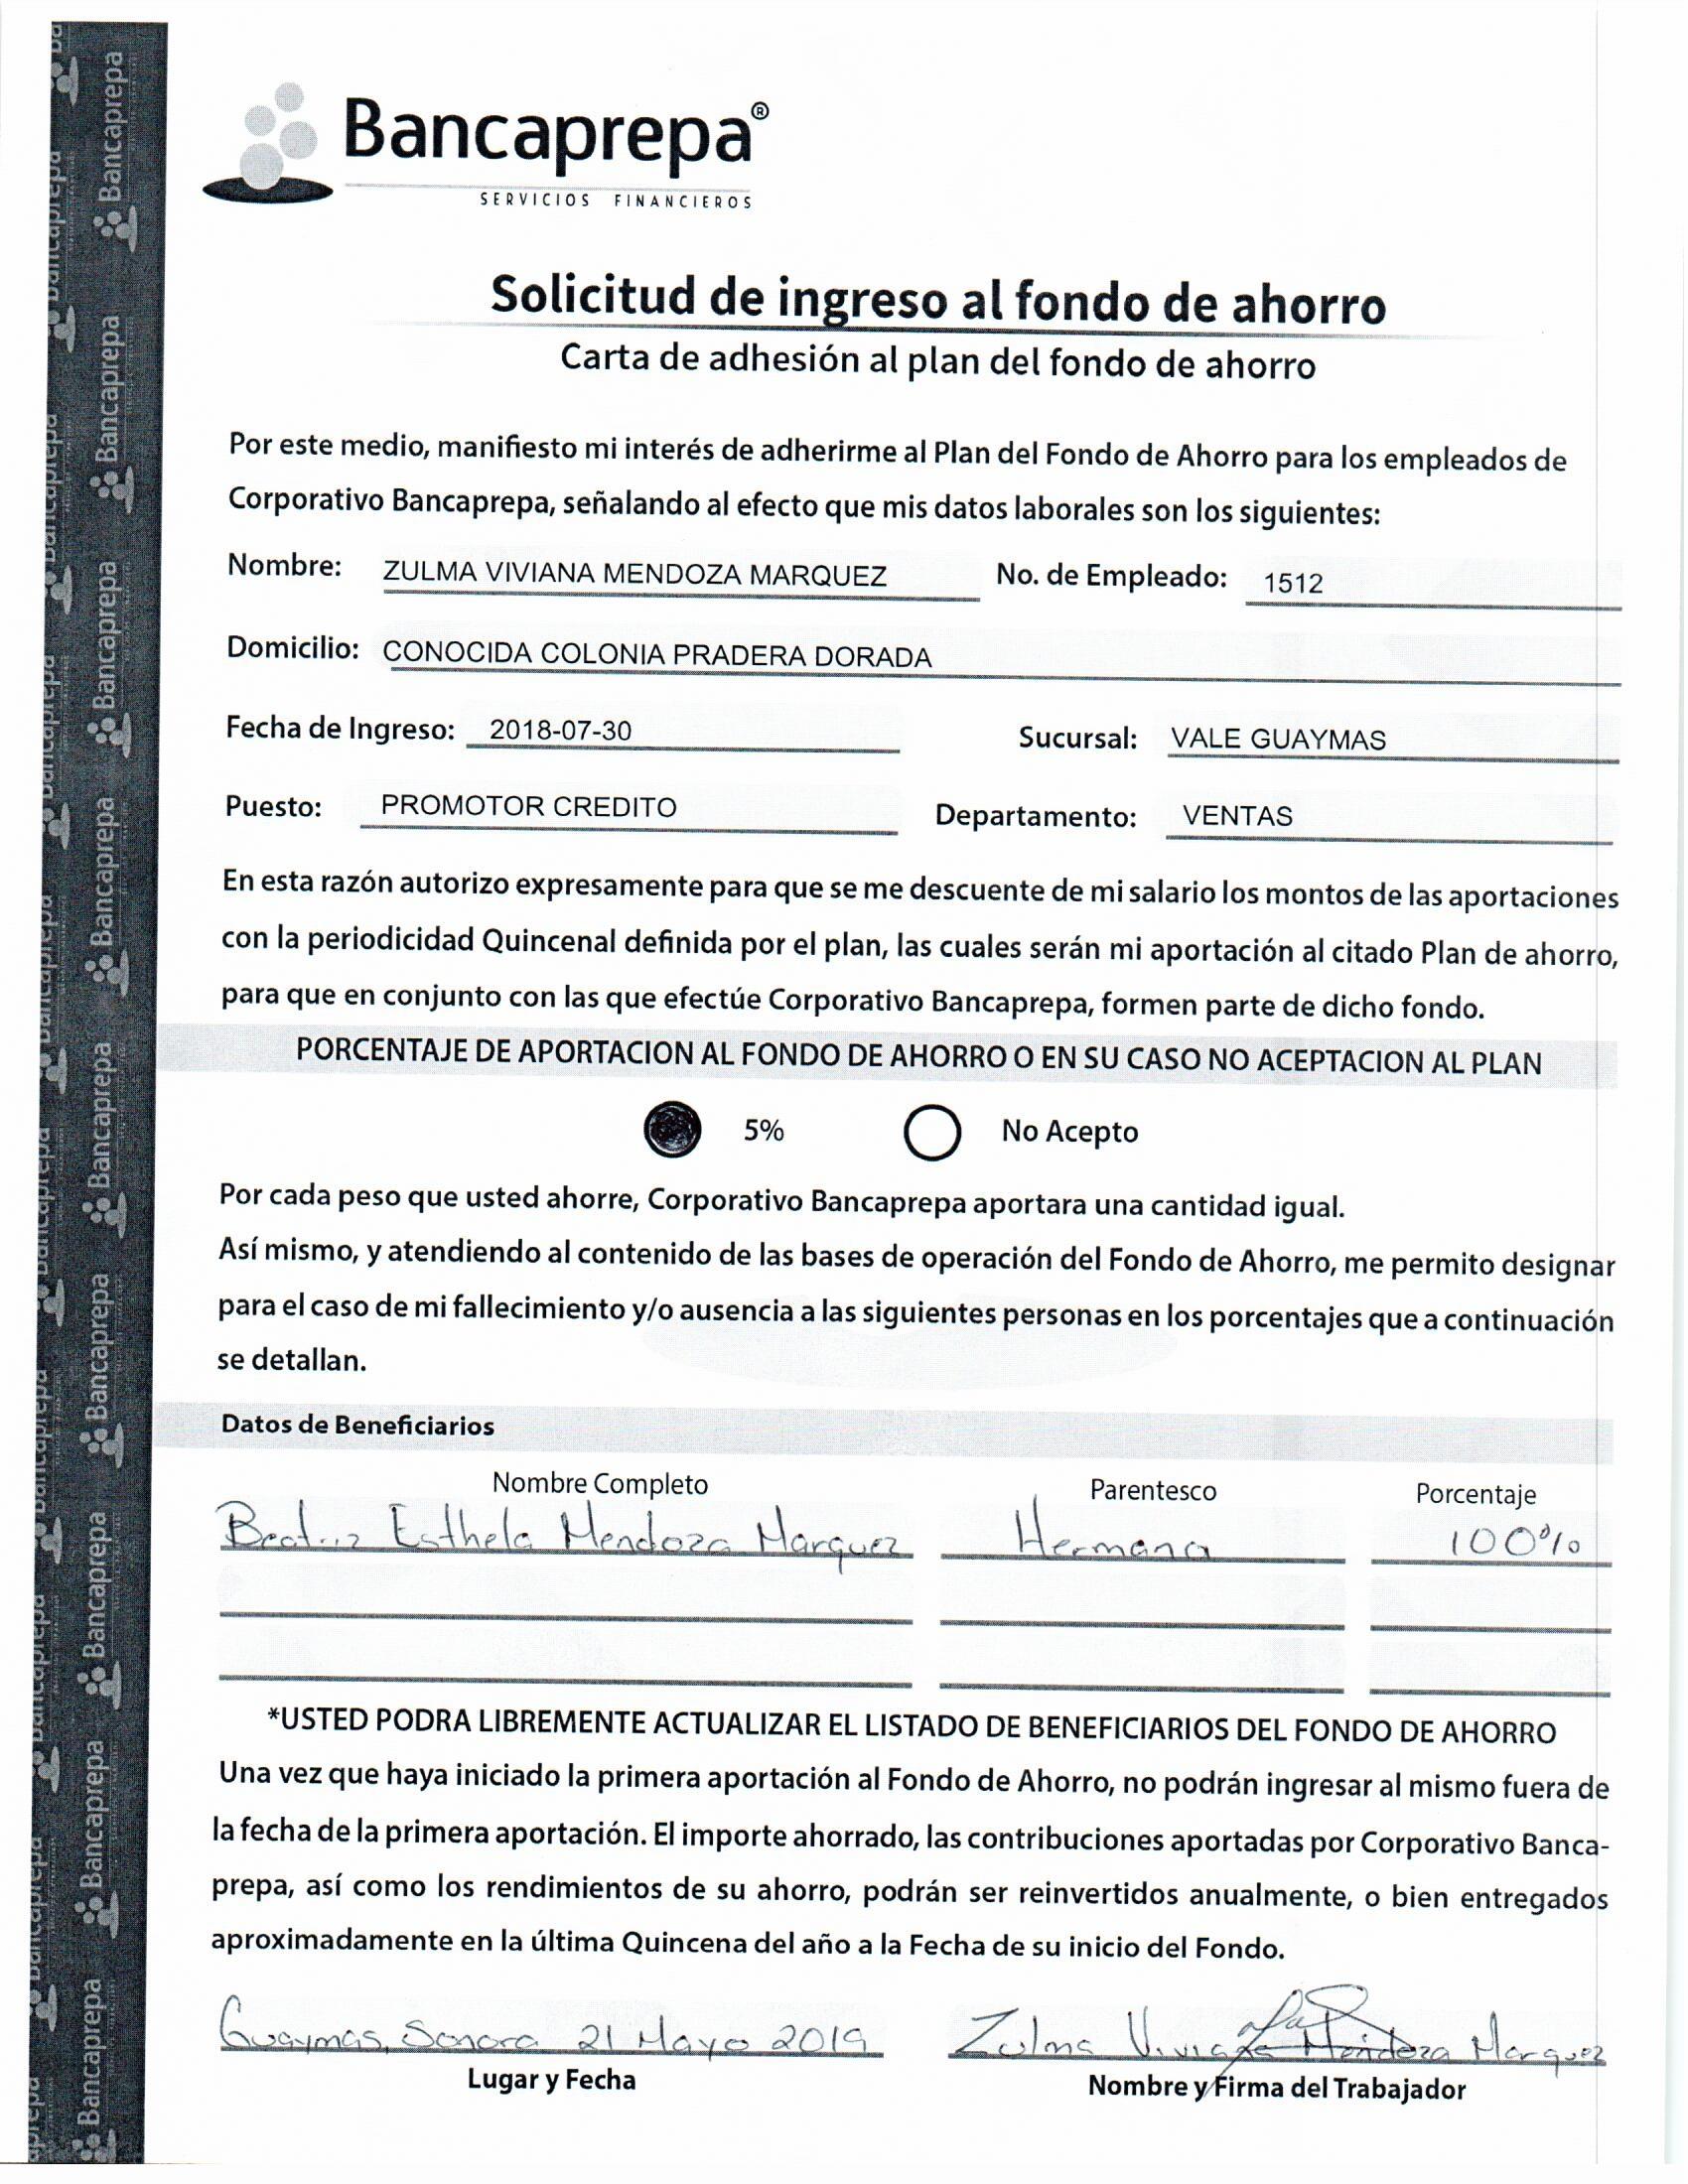 Bancaprepa®
SERVICIOS FINANCIEROS
Solicitud de ingreso al fondo de ahorro
Carta de adhesión al plan del fondo de ahorro
Por este medio, manifiesto mi interés de adherirme al Plan del Fondo de Ahorro para los empleados de
Corporativo Bancaprepa, señalando al efecto que mis datos laborales son los siguientes:
Nombre: ZULMA VIVIANA MENDOZA MARQUEZ No. de Empleado: 1512
Domicilio: CONOCIDA COLONIA PRADERA DORADA
Fecha de Ingreso: 2018-07-30 Sucursal: VALE GUAYMAS
Puesto: PROMOTOR CREDITO Departamento: VENTAS
En esta razón autorizo expresamente para que se me descuente de mi salario los montos de las aportaciones
con la periodicidad Quincenal definida por el plan, las cuales serán mi aportación al citado Plan de ahorro,
para que en conjunto con las que efectúe Corporativo Bancaprepa, formen parte de dicho fondo.
PORCENTAJE DE APORTACION AL FONDO DE AHORRO O EN SU CASO NO ACEPTACION AL PLAN
5% No Acepto
Por cada peso que usted ahorre, Corporativo Bancaprepa aportara una cantidad igual.
Así mismo, y atendiendo al contenido de las bases de operación del Fondo de Ahorro, me permito designar
para el caso de mi fallecimiento y/o ausencia a las siguientes personas en los porcentajes que a continuación
se detallan.
Datos de Beneficiarios
Nombre Completo Parentesco Porcentaje
Beatriz Esthela Mendoza Marquez Hermana 100%
*USTED PODRA LIBREMENTE ACTUALIZAR EL LISTADO DE BENEFICIARIOS DEL FONDO DE AHORRO
Una vez que haya iniciado la primera aportación al Fondo de Ahorro, no podrán ingresar al mismo fuera de
la fecha de la primera aportación. El importe ahorrado, las contribuciones aportadas por Corporativo Banca-
prepa, así como los rendimientos de su ahorro, podrán ser reinvertidos anualmente, o bien entregados
aproximadamente en la última Quincena del año a la Fecha de su inicio del Fondo.
Guaymas, Sonora 21 Mayo 2019 Zulma Viviana Mendoza Marquez
Lugar y Fecha Nombre y Firma del Trabajador